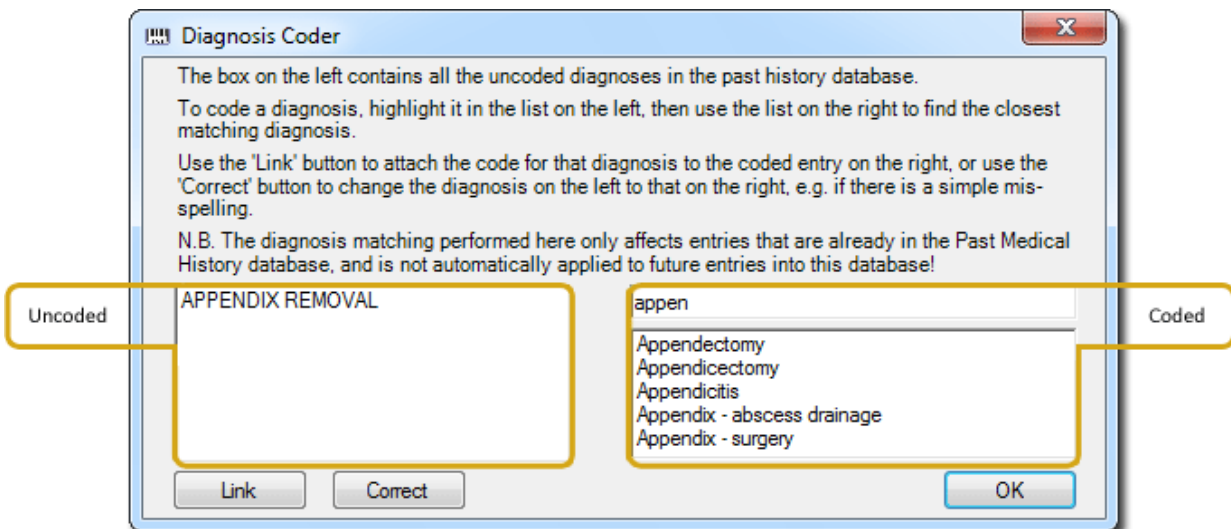 Diagnosis Coder
The box on the left contains all the uncoded diagnoses in the past history database.
To code a diagnosis, highlight it in the list on the left, then use the list on the right to find the closest
matching diagnosis.
Use the 'Link' button to attach the code for that diagnosis to the coded entry on the right, or use the
'Correct' button to change the diagnosis on the left to that on the right, e.g. if there is a simple mis-
spelling.
N.B. The diagnosis matching performed here only affects entries that are already in the Past Medical
History database, and is not automatically applied to future entries into this database!
Uncoded
APPENDIX REMOVAL
appen
Coded
Appendectomy
Appendicectomy
Appendicitis
Appendix - abscess drainage
Appendix - surgery
Link
Correct
OK